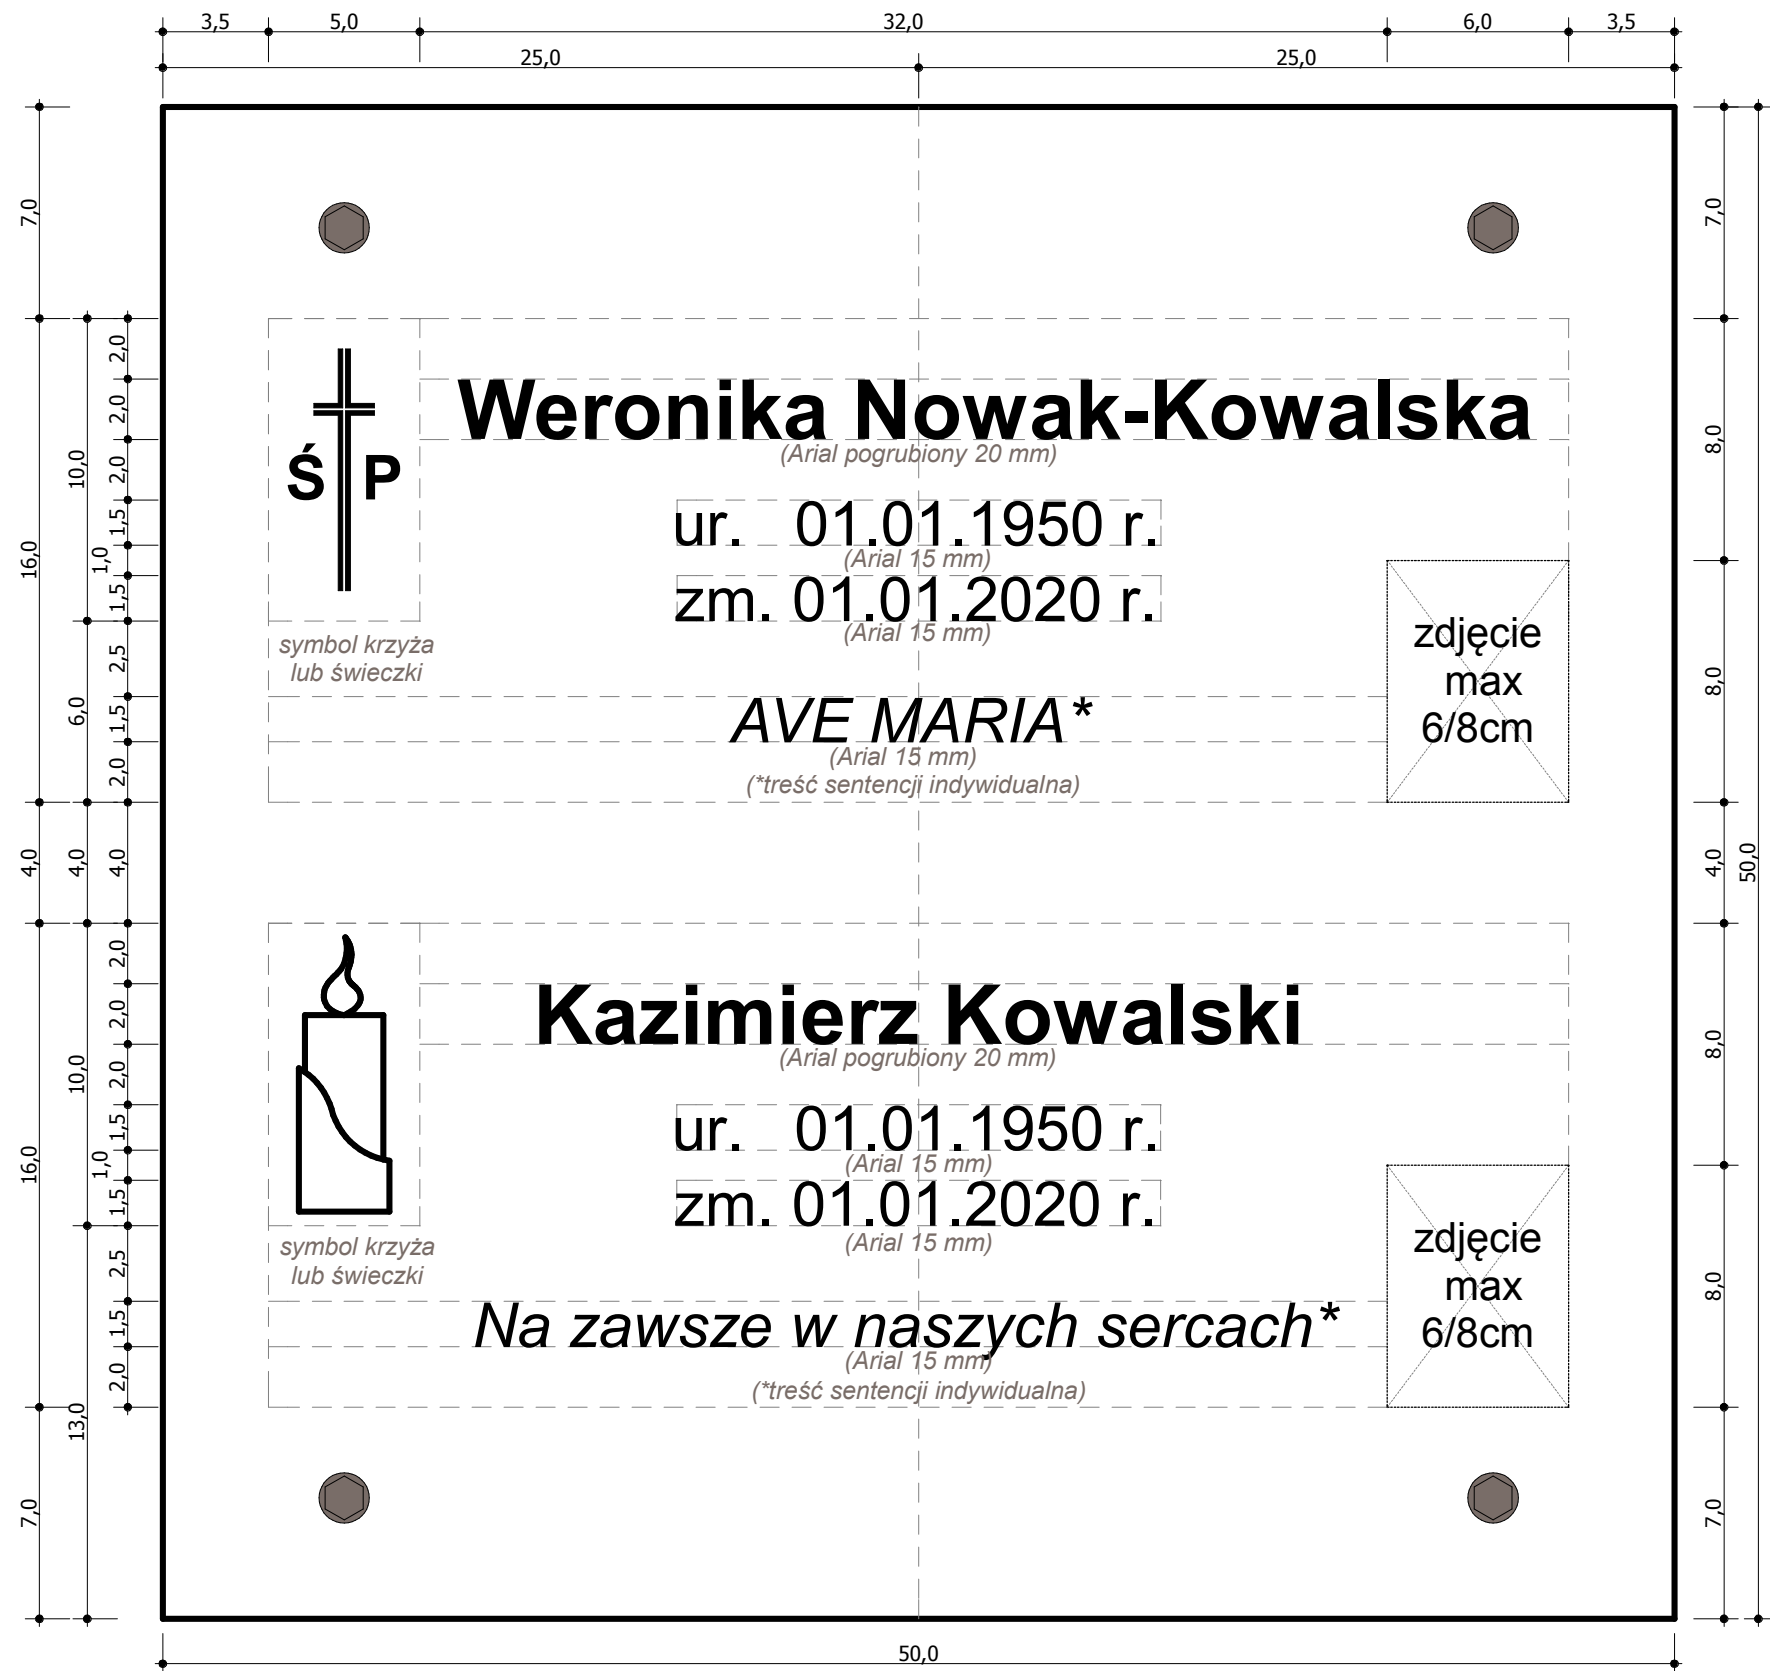 3,5 5,0 32,0 6,0 3,5
25,0 25,0
7,0 7,0
2,0
Weronika Nowak-Kowalska
2,0 8,0
(Arial pogrubiony 20 mm)
10,0 2,0 Ś P
ur. 01.01.1950 r.
1,5
(Arial 15 mm)
16,0 1,0
zm. 01.01.2020 r.
1,5
(Arial 15 mm)
symbol krzyża
lub świeczki
2,5
zdjęcie
max
6/8cm
8,0
6,0 1,5
AVE MARIA*
(Arial 15 mm)
2,0
(*treść sentencji indywidualna)
4,0 4,0 4,0 4,0 50,0
2,0
Kazimierz Kowalski
2,0 8,0
(Arial pogrubiony 20 mm)
10,0 2,0
ur. 01.01.1950 r.
1,5
(Arial 15 mm)
16,0 1,0
zm. 01.01.2020 r.
1,5
(Arial 15 mm)
symbol krzyża
lub świeczki
2,5
zdjęcie
max
6/8cm
8,0
1,5
Na zawsze w naszych sercach*
(Arial 15 mm)
2,0
(*treść sentencji indywidualna)
13,0
7,0 7,0
50,0